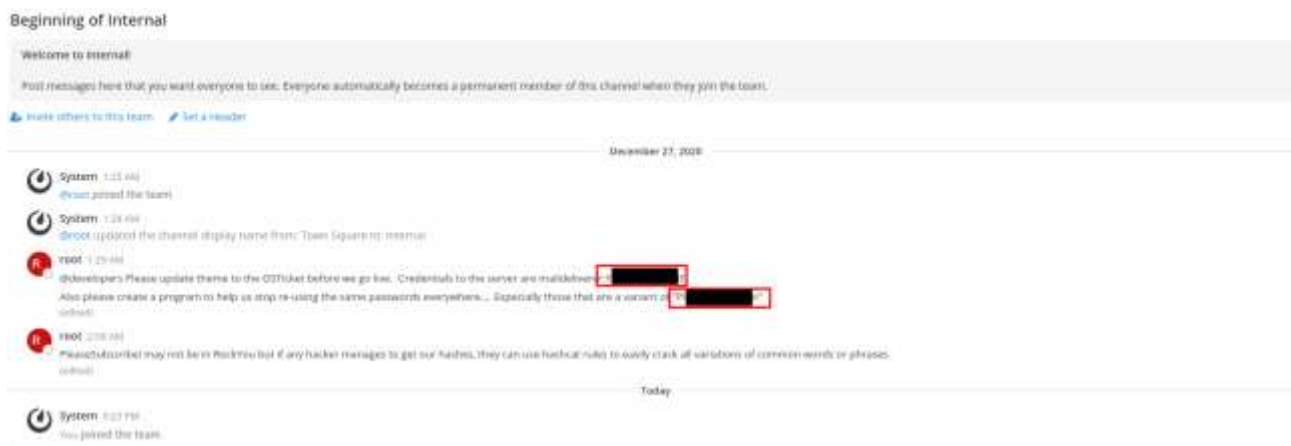 Beginning of Internal
Welcome to Internal!
Post messages here that you want everyone to see. Everyone automatically becomes a permanent member of this channel when they join the team.
Invite others to this team Set a Header
December 27, 2020
System
@root joined the team.
System
@root updated the channel display name from: Town Square to: Internal
root 1:29 AM
@developers Please update theme to the OSTicket before we go live. Credentials to the server are maildeliverer
Also please create a program to help us stop re-using the same passwords everywhere.... Especially those that are a variant of
(edited)
root
PleaseSubscribe! may not be in RockYou but if any hacker manages to get our hashes, they can use hashcat rules to easily crack all variations of common words or phrases.
(edited)
Today
System
You joined the team.